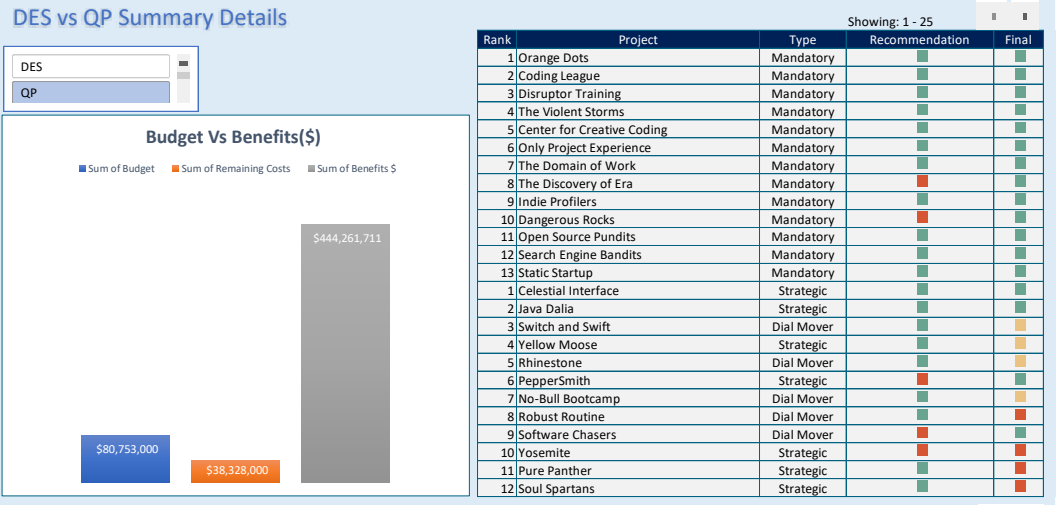 DES vs QP Summary Details
DES
QP
Budget Vs Benefits($)
Sum of Budget Sum of Remaining Costs Sum of Benefits $
$444,261,711
$80,753,000
$38,328,000
Showing: 1 - 25
Rank Project Type Recommendation Final
1 Orange Dots Mandatory
2 Coding League Mandatory
3 Disruptor Training Mandatory
4 The Violent Storms Mandatory
5 Center for Creative Coding Mandatory
6 Only Project Experience Mandatory
7 The Domain of Work Mandatory
8 The Discovery of Era Mandatory
9 Indie Profilers Mandatory
10 Dangerous Rocks Mandatory
11 Open Source Pundits Mandatory
12 Search Engine Bandits Mandatory
13 Static Startup Mandatory
1 Celestial Interface Strategic
2 Java Dalia Strategic
3 Switch and Swift Dial Mover
4 Yellow Moose Strategic
5 Rhinestone Dial Mover
6 PepperSmith Strategic
7 No-Bull Bootcamp Dial Mover
8 Robust Routine Dial Mover
9 Software Chasers Dial Mover
10 Yosemite Strategic
11 Pure Panther Strategic
12 Soul Spartans Strategic